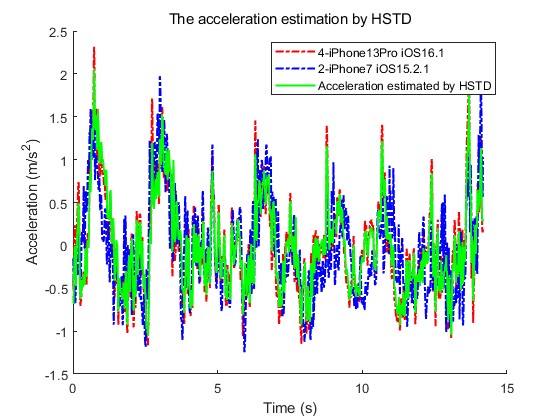 The acceleration estimation by HSTD
4-iPhone13Pro iOS16.1
2-iPhone7 iOS15.2.1
Acceleration estimated by HSTD
Acceleration (m/s²)
2.5
2
1.5
1
0.5
0
-0.5
-1
-1.5
0 5 10 15
Time (s)